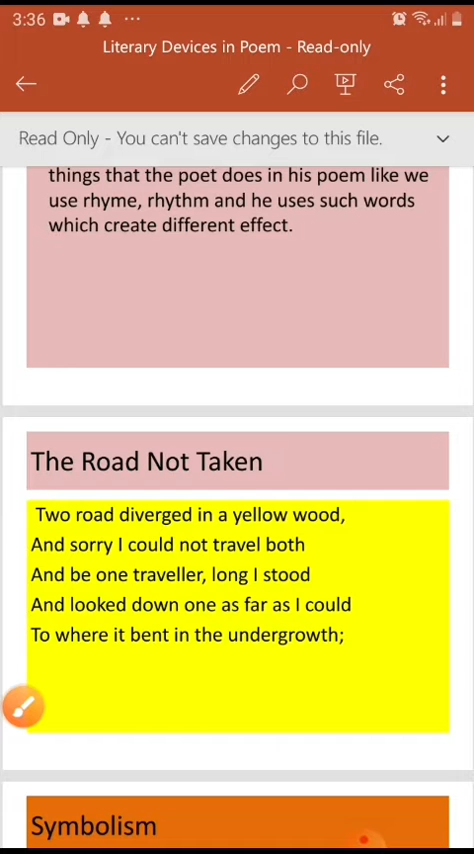 3:36
Literary Devices in Poem - Read-only
Read Only - You can't save changes to this file.
things that the poet does in his poem like we
use rhyme, rhythm and he uses such words
which create different effect.
The Road Not Taken
Two road diverged in a yellow wood,
And sorry I could not travel both
And be one traveller, long I stood
And looked down one as far as I could
To where it bent in the undergrowth;
Symbolism